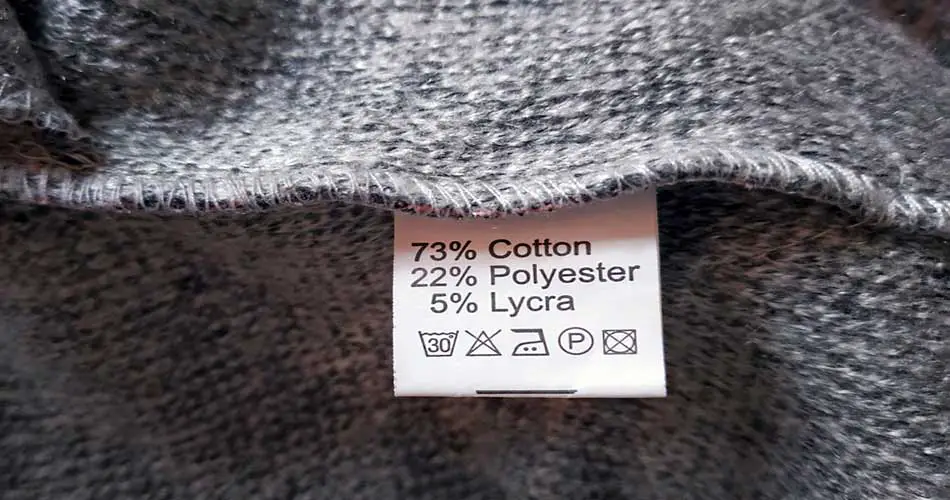 73% Cotton
22% Polyester
5% Lycra
30 P